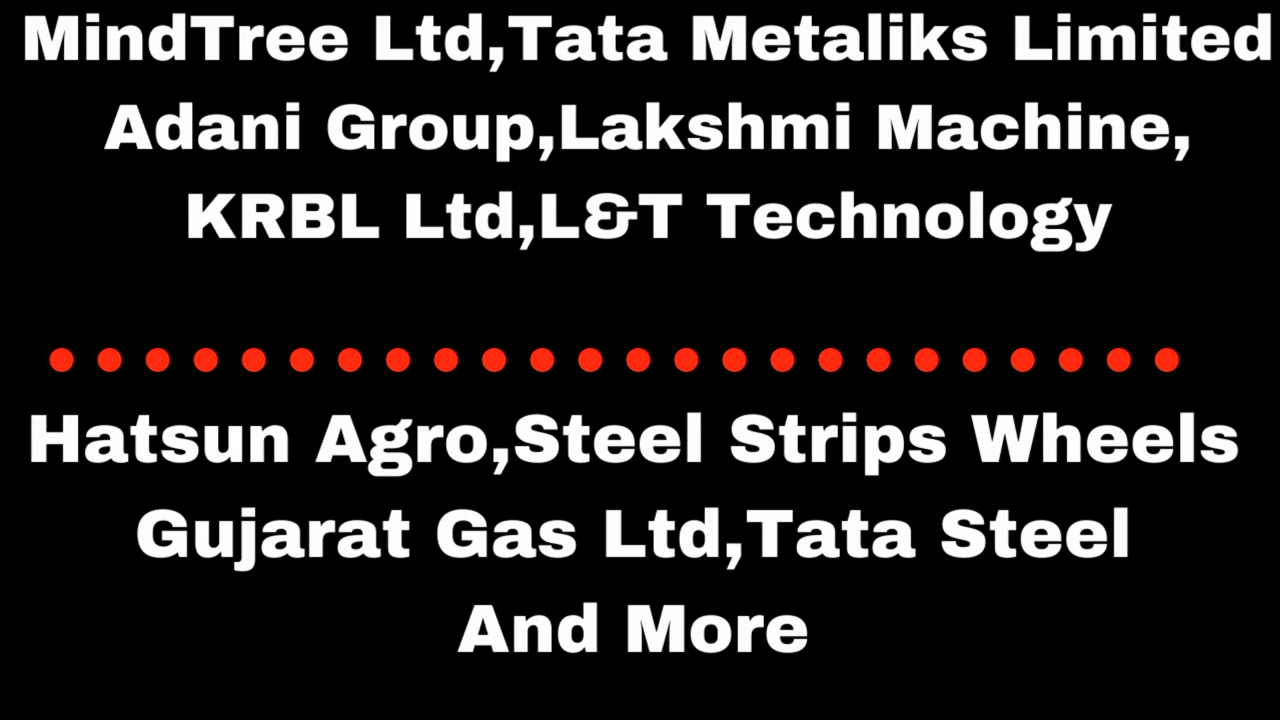 MindTree Ltd,Tata Metaliks Limited
Adani Group,Lakshmi Machine,
KRBL Ltd,L&T Technology
Hatsun Agro,Steel Strips Wheels
Gujarat Gas Ltd,Tata Steel
And More